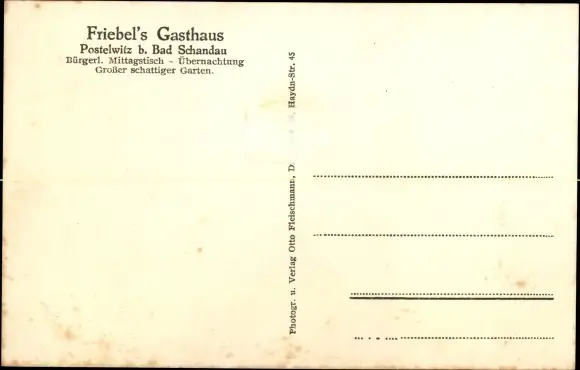 Friebel's Gasthaus
Postelwitz b. Bad Schandau
Bürgerl. Mittagstisch - Übernachtung
Großer schattiger Garten.
Photogr. u. Verlag Otto Fleischmann, D Haydn-Str. 45